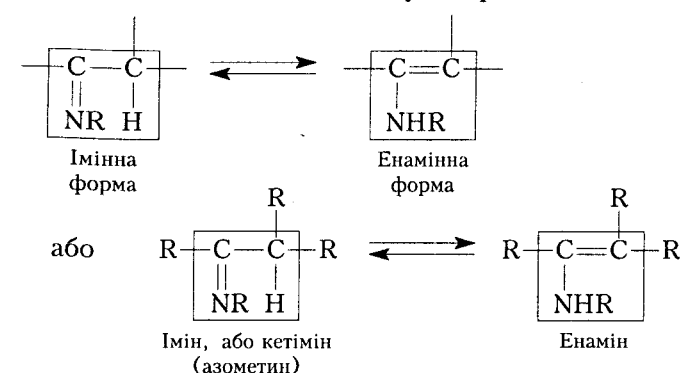 C—C ⇌ C=C
NR H NHR
Імінна Енамінна
форма форма
R R
або R—C—C—R ⇌ R—C=C—R
NR H NHR
Імін, або кетімін Енамін
(азометин)